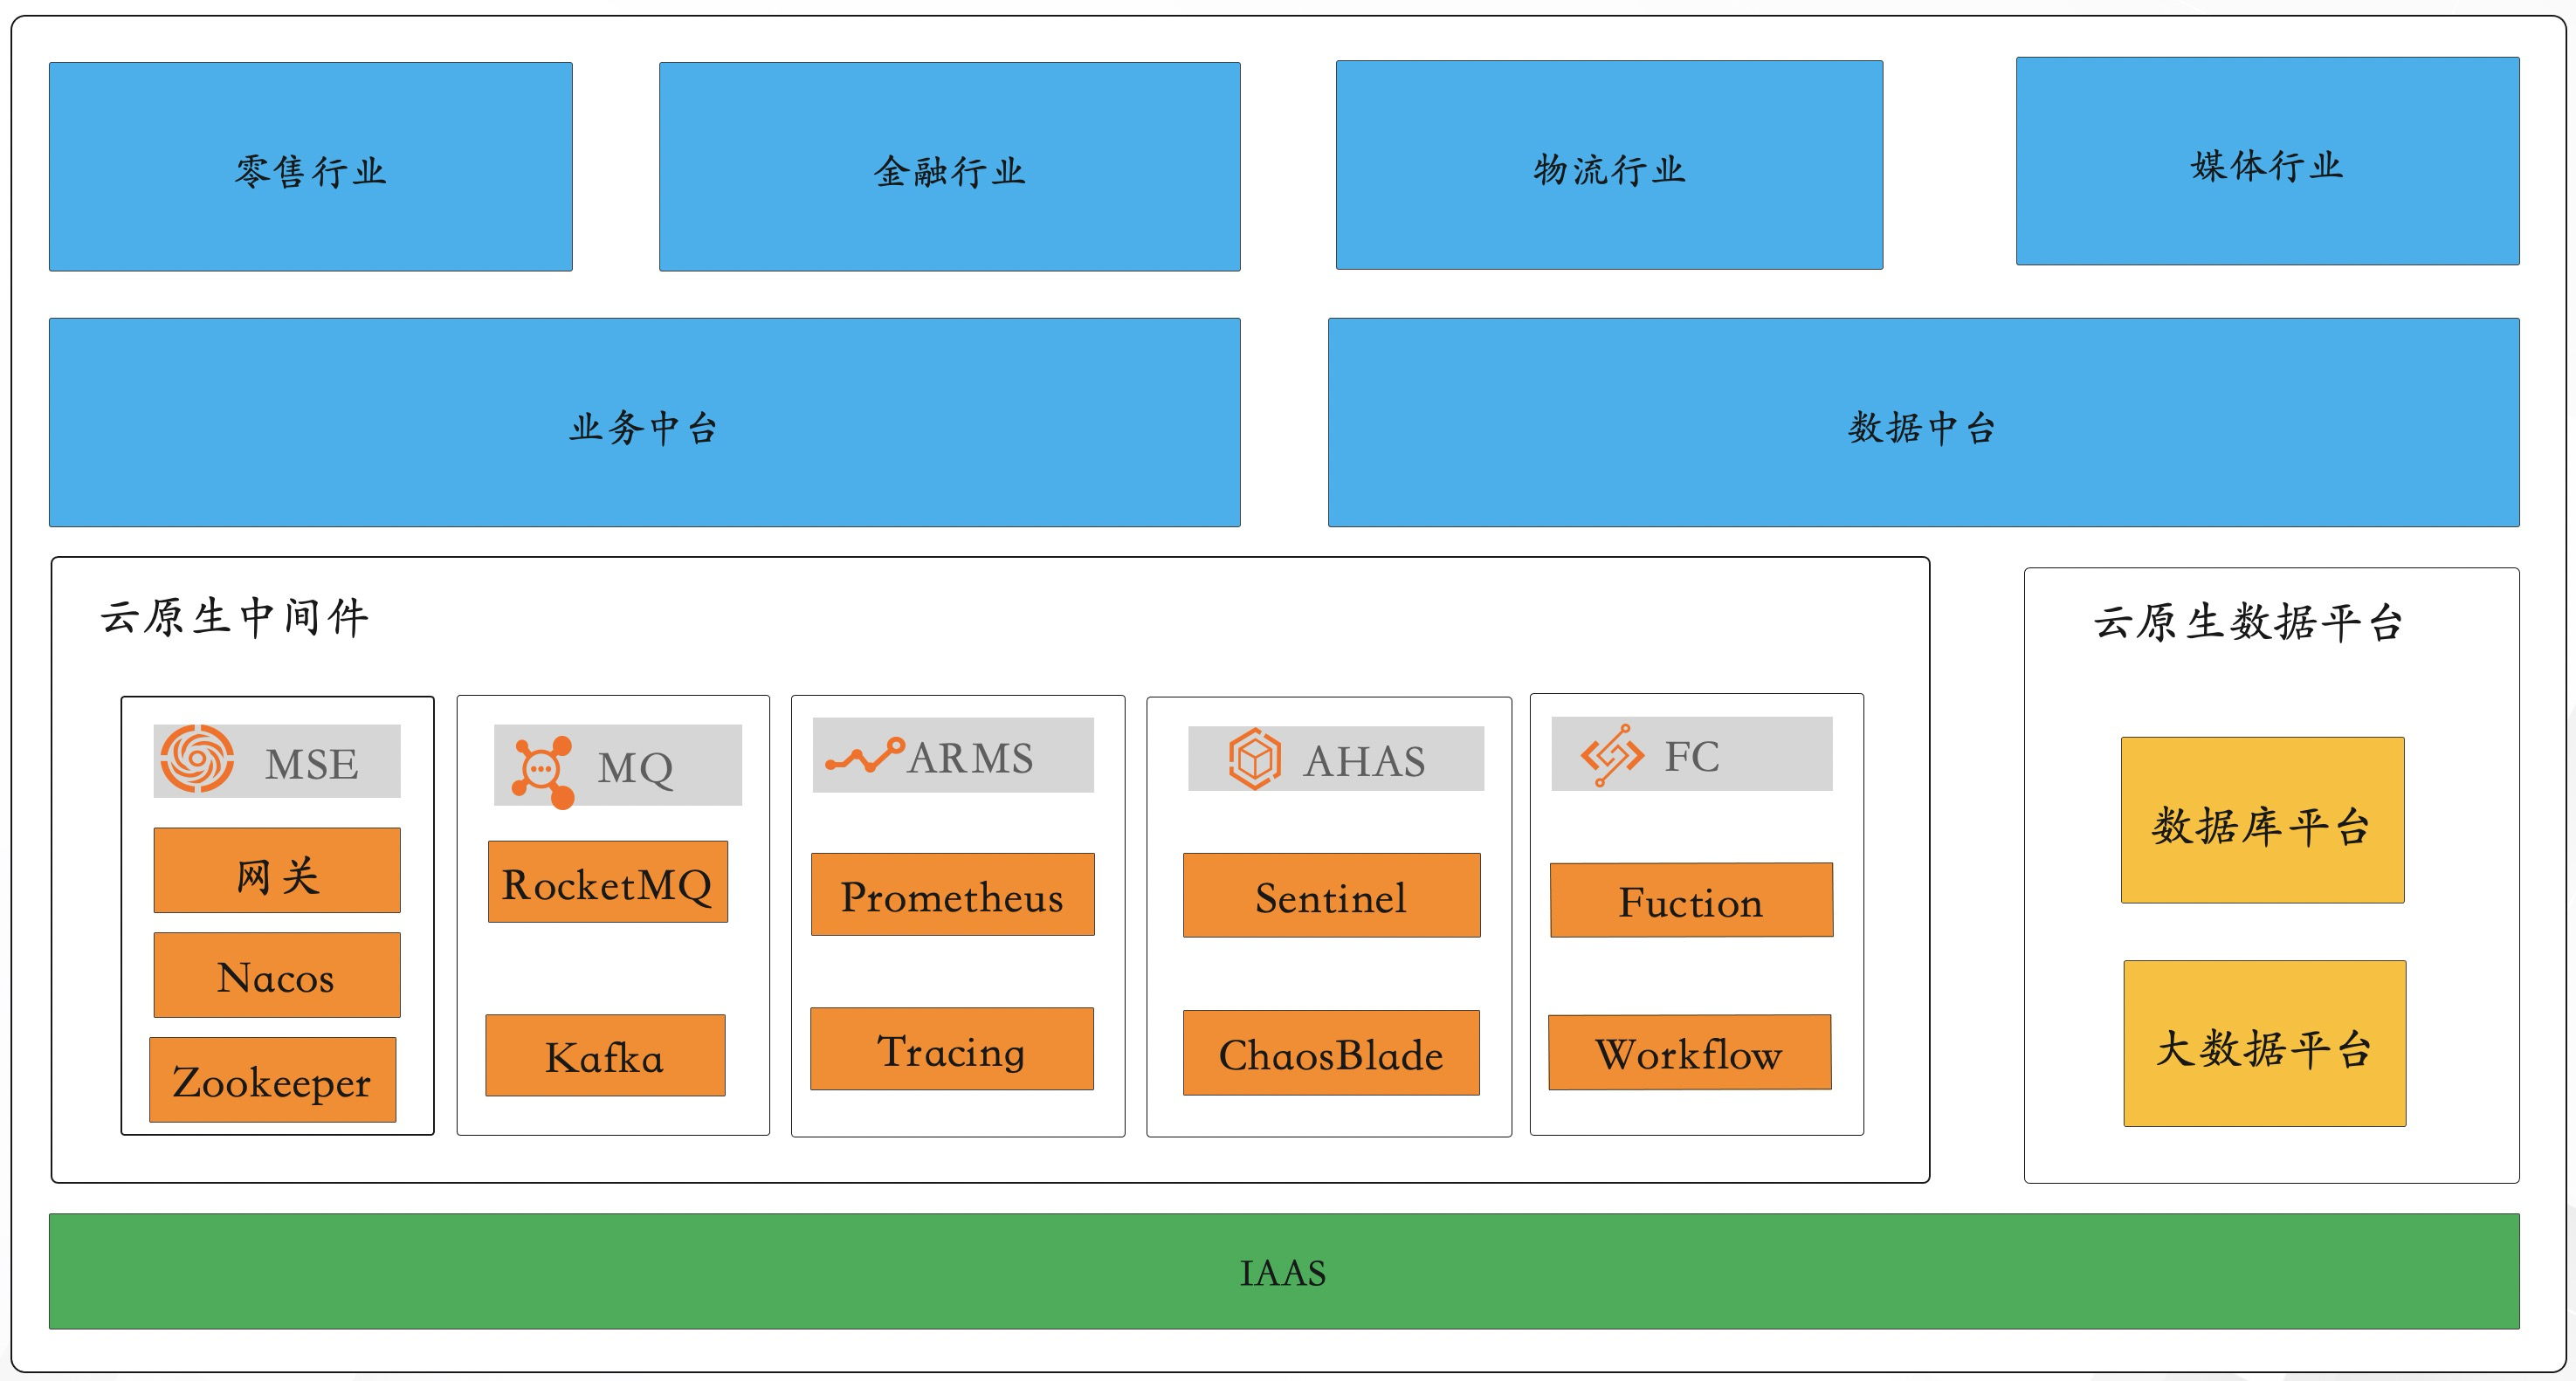 零售行业
金融行业
物流行业
媒体行业
业务中台
数据中台
云原生中间件
MSE
网关
Nacos
Zookeeper
MQ
RocketMQ
Kafka
ARMS
Prometheus
Tracing
AHAS
Sentinel
ChaosBlade
FC
Fuction
Workflow
云原生数据平台
数据库平台
大数据平台
IAAS